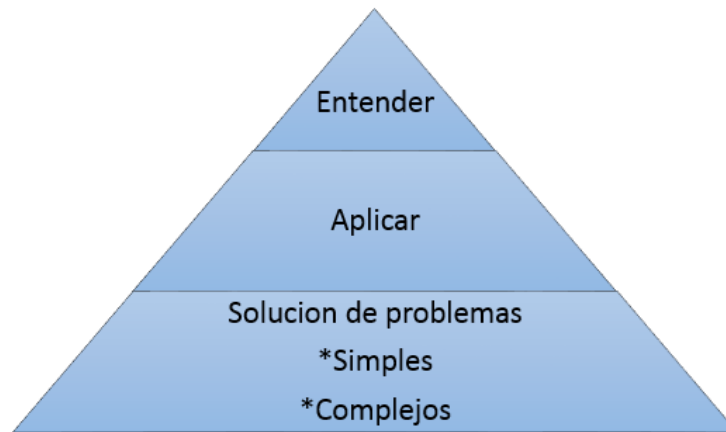 Entender
Aplicar
Solucion de problemas
*Simples
*Complejos